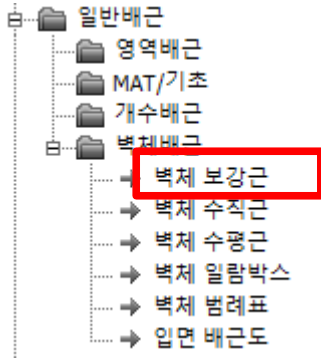 일반배근
영역배근
MAT/기초
개수배근
벽체배근
벽체 보강근
벽체 수직근
벽체 수평근
벽체 일람박스
벽체 범례표
입면 배근도